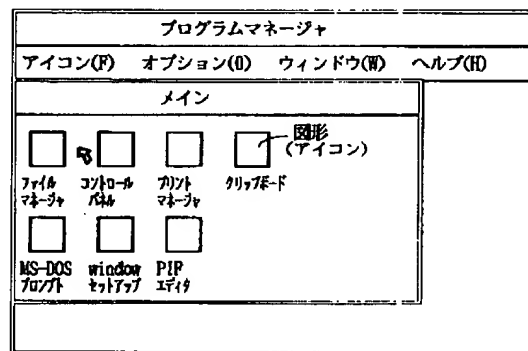 プログラムマネージャ
アイコン(F) オプション(O) ウィンドウ(W) ヘルプ(H)
メイン
図形
(アイコン)
ファイル コントロール プリント クリップボード
マネージャ パネル マネージャ
MS-DOS window PIF
プロンプト セットアップ エディタ